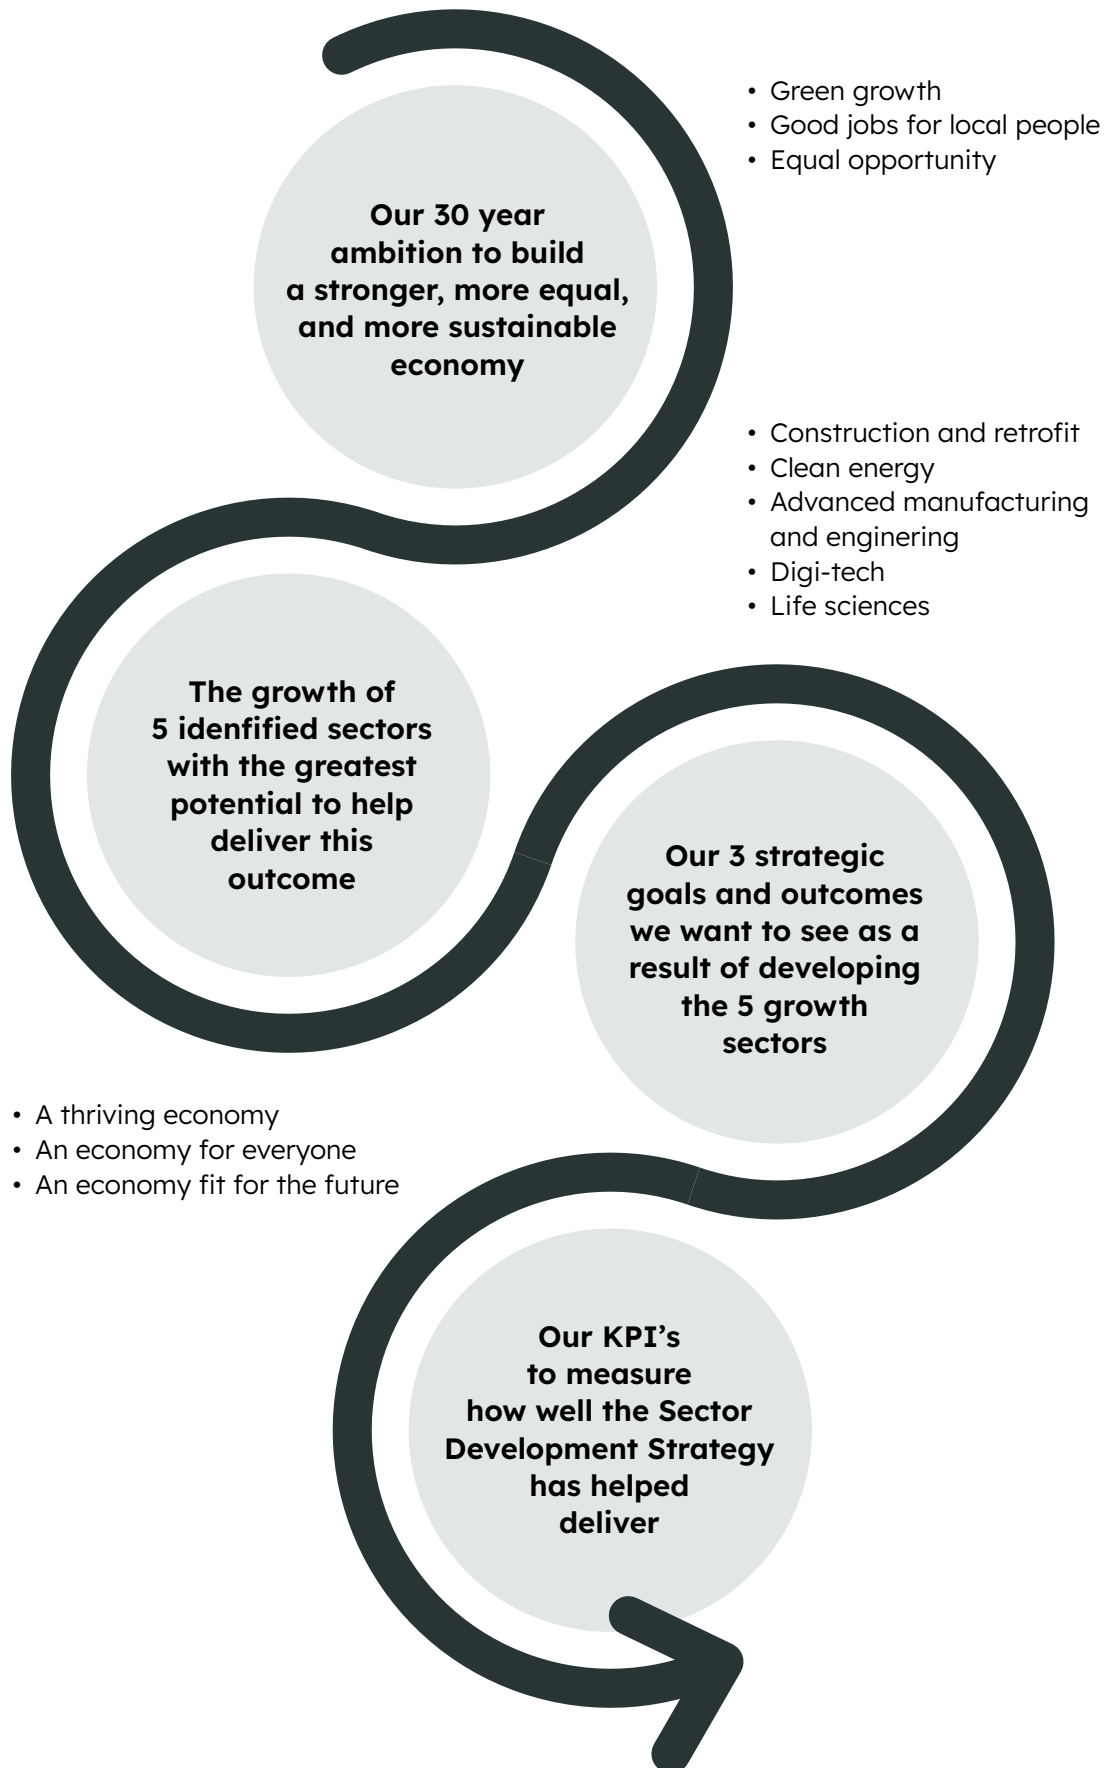 • Green growth
• Good jobs for local people
• Equal opportunity
Our 30 year
ambition to build
a stronger, more equal,
and more sustainable
economy
• Construction and retrofit
• Clean energy
• Advanced manufacturing
and enginering
• Digi-tech
• Life sciences
The growth of
5 idenfified sectors
with the greatest
potential to help
deliver this
outcome
Our 3 strategic
goals and outcomes
we want to see as a
result of developing
the 5 growth
sectors
• A thriving economy
• An economy for everyone
• An economy fit for the future
Our KPI’s
to measure
how well the Sector
Development Strategy
has helped
deliver